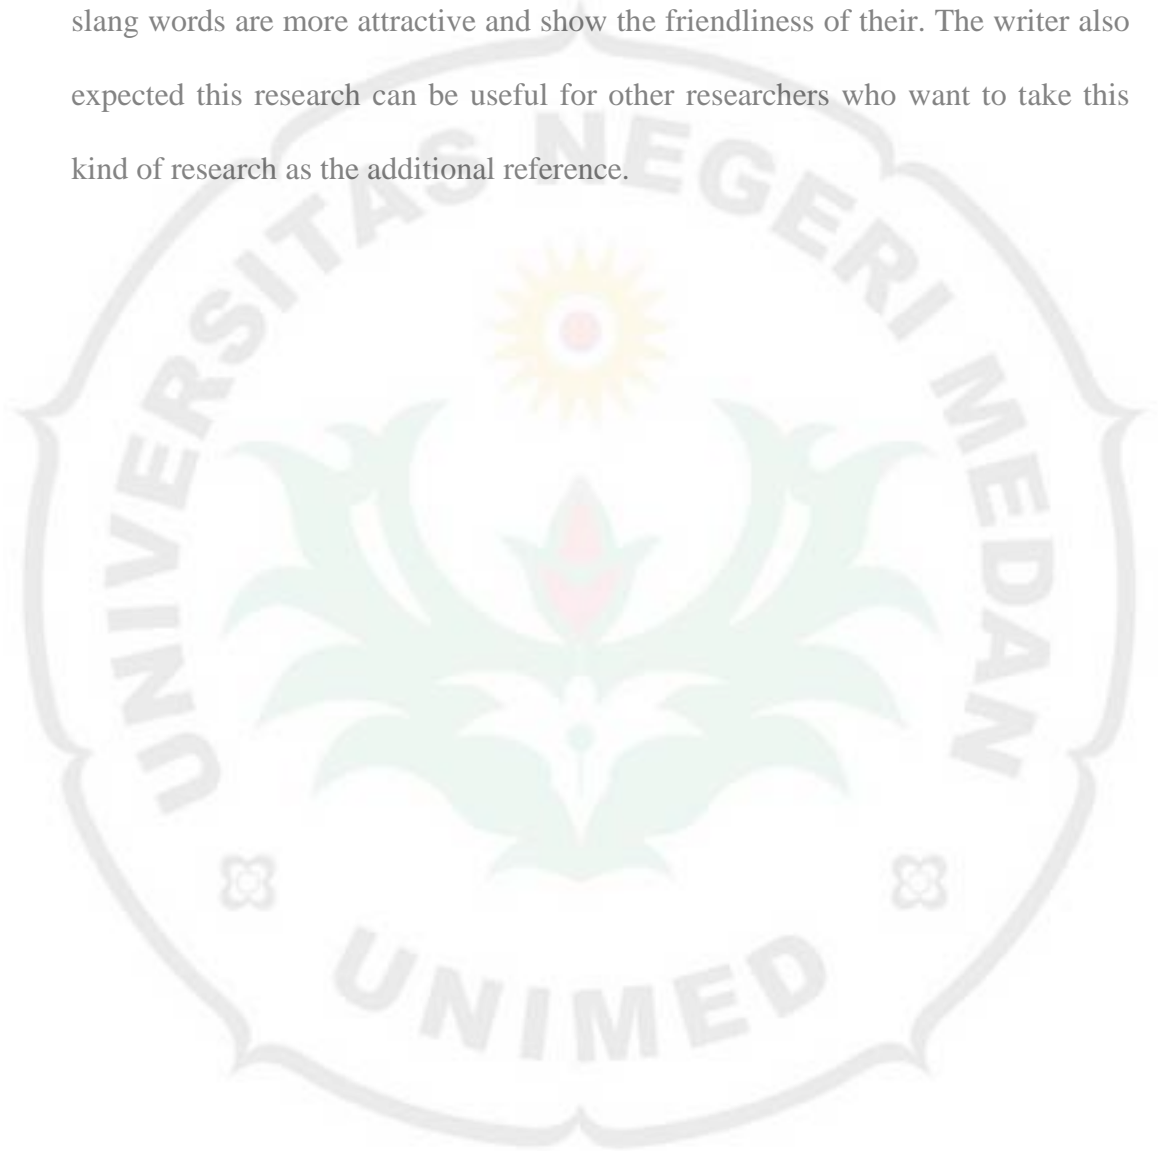 slang words are more attractive and show the friendliness of their. The writer also
expected this research can be useful for other researchers who want to take this
kind of research as the additional reference.
UNIVERSITAS NEGERI MEDAN
UNIMED